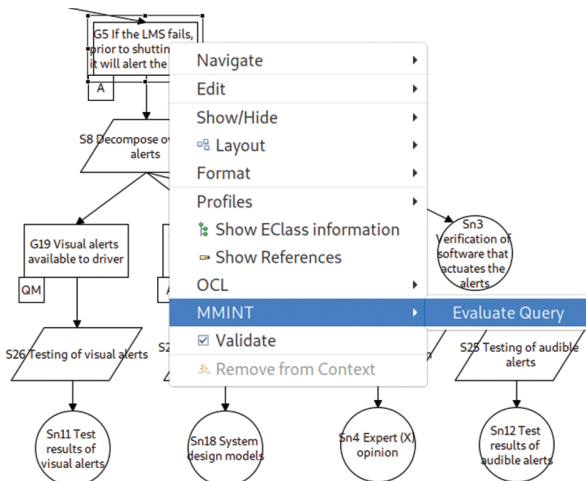 G5 If the LMS fails,
prior to shutting
it will alert the
A
S8 Decompose ov
alerts
G19 Visual alerts
available to driver
QM
S26 Testing of visual alerts
Sn11 Test
results of
visual alerts
Navigate
Edit
Show/Hide
Layout
Format
Profiles
Show EClass information
Show References
OCL
MMINT
Evaluate Query
Validate
Remove from Context
Sn3
Verification of
software that
actuates the
alerts
S25 Testing of audible
alerts
Sn18 System
design models
Sn4 Expert (X)
opinion
Sn12 Test
results of
audible alerts